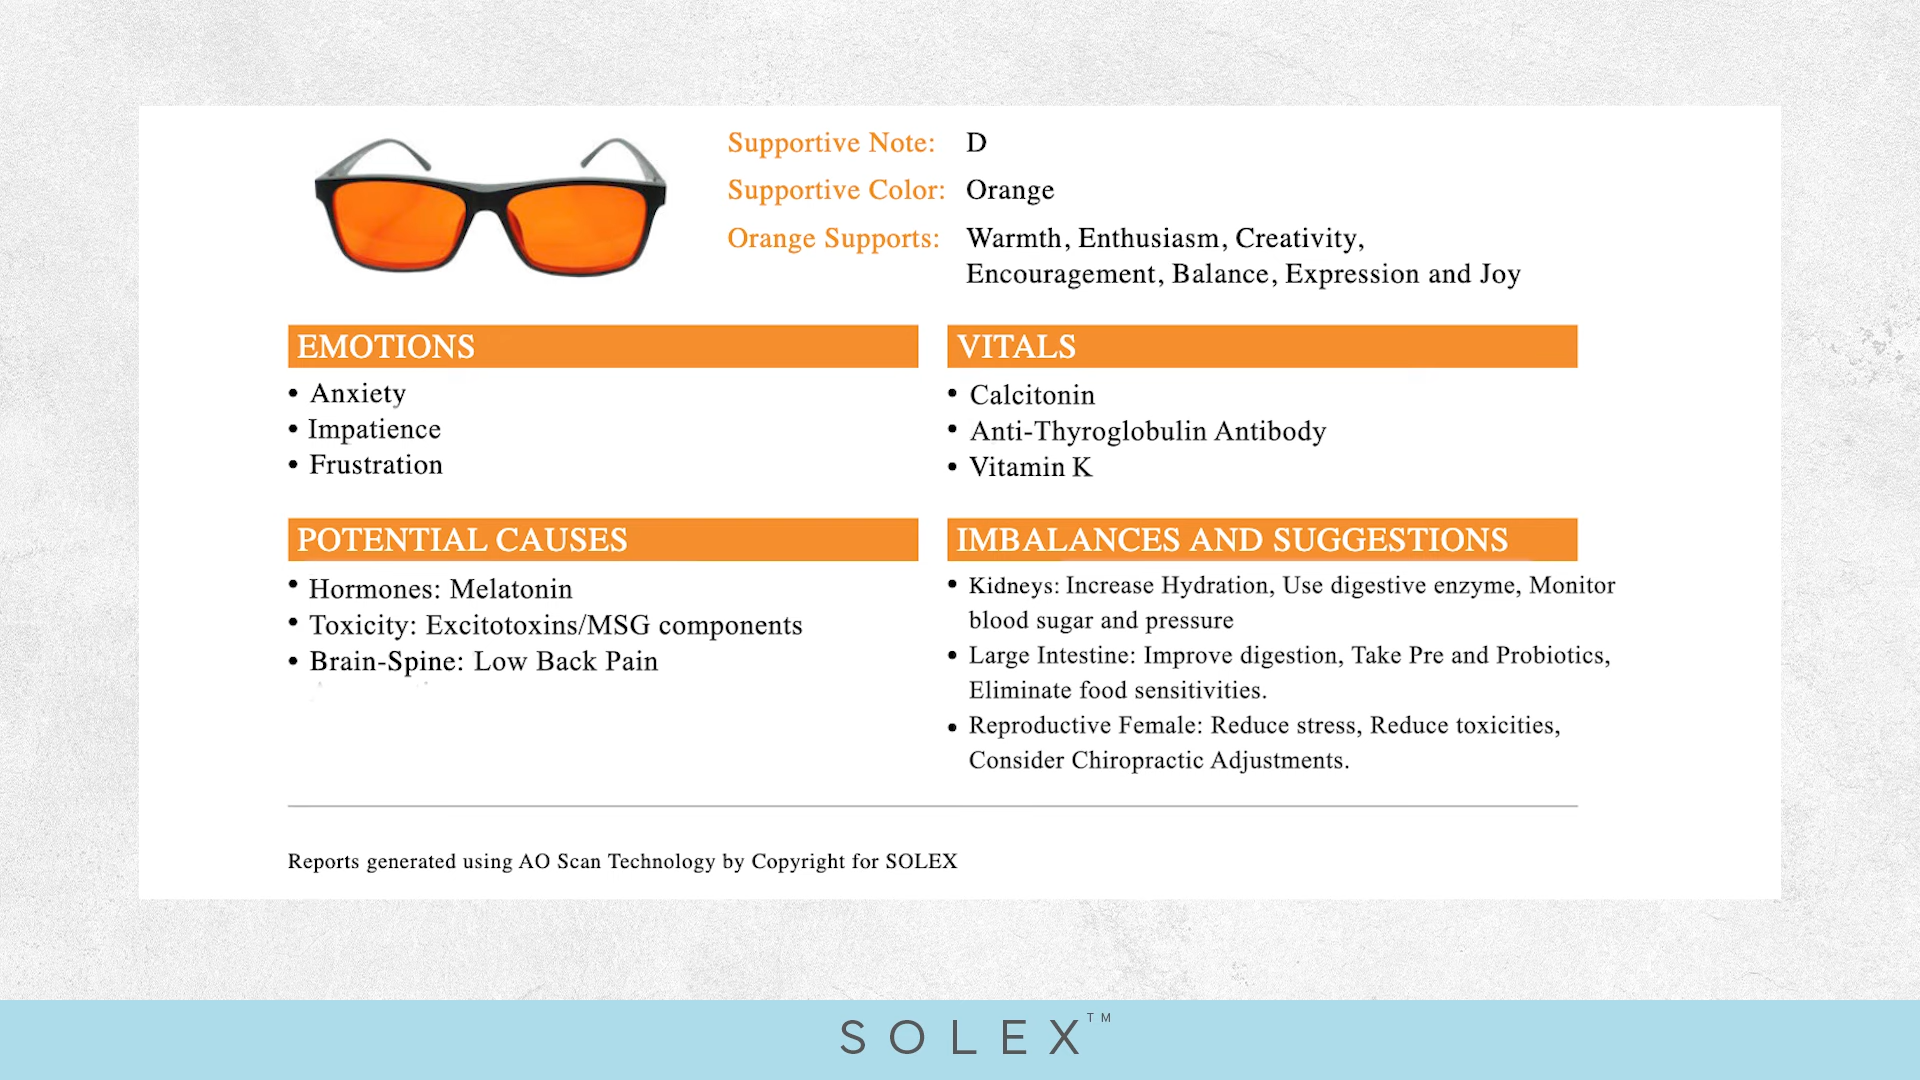 Supportive Note: D
Supportive Color: Orange
Orange Supports: Warmth, Enthusiasm, Creativity,
Encouragement, Balance, Expression and Joy
EMOTIONS
• Anxiety
• Impatience
• Frustration
VITALS
• Calcitonin
• Anti-Thyroglobulin Antibody
• Vitamin K
POTENTIAL CAUSES
• Hormones: Melatonin
• Toxicity: Excitotoxins/MSG components
• Brain-Spine: Low Back Pain
IMBALANCES AND SUGGESTIONS
• Kidneys: Increase Hydration, Use digestive enzyme, Monitor
blood sugar and pressure
• Large Intestine: Improve digestion, Take Pre and Probiotics,
Eliminate food sensitivities.
• Reproductive Female: Reduce stress, Reduce toxicities,
Consider Chiropractic Adjustments.
Reports generated using AO Scan Technology by Copyright for SOLEX
SOLEX™